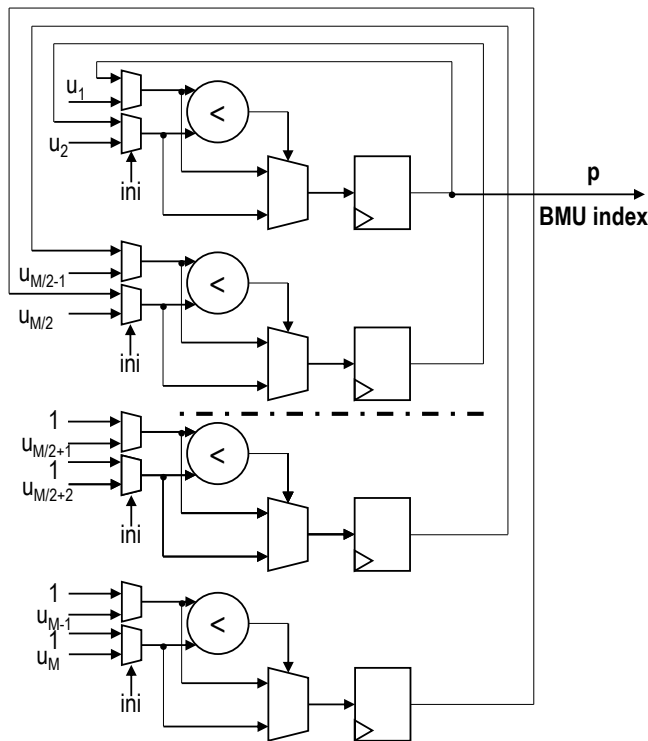 u1
<
u2
ini
p
BMU index
uM/2-1
<
uM/2
ini
1
uM/2+1
<
1
uM/2+2
ini
1
uM-1
<
1
uM
ini